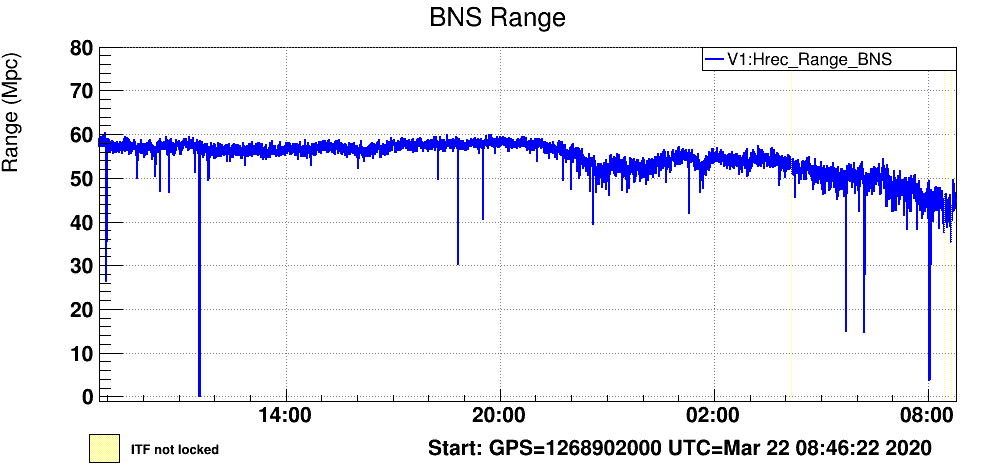 BNS Range
Range (Mpc)
V1:Hrec_Range_BNS
80
70
60
50
40
30
20
10
0
14:00 20:00 02:00 08:00
ITF not locked
Start: GPS=1268902000 UTC=Mar 22 08:46:22 2020